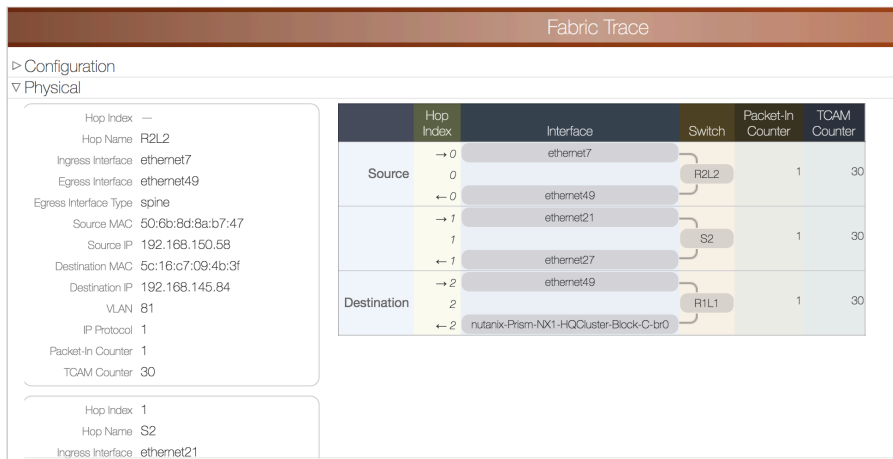 Fabric Trace
▷ Configuration
▽ Physical
Hop Index —
Hop Name R2L2
Ingress Interface ethernet7
Egress Interface ethernet49
Egress Interface Type spine
Source MAC 50:6b:8d:8a:b7:47
Source IP 192.168.150.58
Destination MAC 5c:16:c7:09:4b:3f
Destination IP 192.168.145.84
VLAN 81
IP Protocol 1
Packet-In Counter 1
TCAM Counter 30
Hop Index 1
Hop Name S2
Ingress Interface ethernet21
Hop Index Interface Switch Packet-In Counter TCAM Counter
→ 0 ethernet7
Source 0 R2L2 1 30
← 0 ethernet49
→ 1 ethernet21
1 S2 1 30
← 1 ethernet27
→ 2 ethernet49
Destination 2 R1L1 1 30
← 2 nutanix-Prism-NX1-HQCluster-Block-C-br0